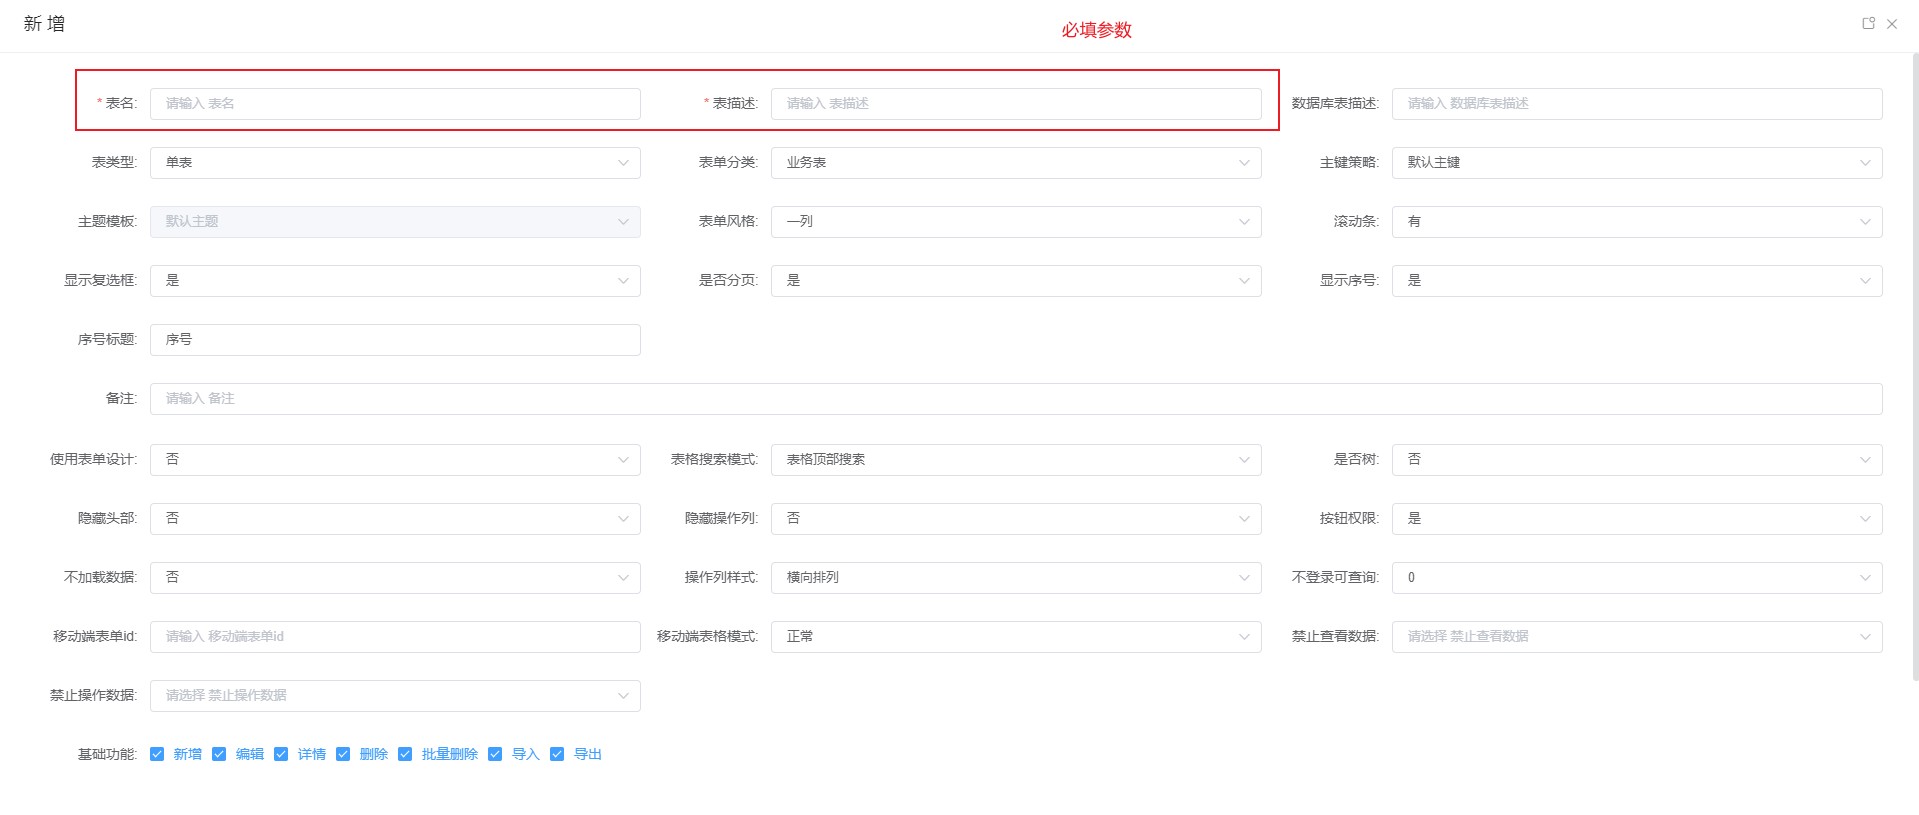 新 增
必填参数
* 表名: 请输入 表名 * 表描述: 请输入 表描述 数据库表描述: 请输入 数据库表描述
表类型: 单表 表单分类: 业务表 主键策略: 默认主键
主题模板: 默认主题 表单风格: 一列 滚动条: 有
显示复选框: 是 是否分页: 是 显示序号: 是
序号标题: 序号
备注: 请输入 备注
使用表单设计: 否 表格搜索模式: 表格顶部搜索 是否树: 否
隐藏头部: 否 隐藏操作列: 否 按钮权限: 是
不加载数据: 否 操作列样式: 横向排列 不登录可查询: 0
移动端表单id: 请输入 移动端表单id 移动端表格模式: 正常 禁止查看数据: 请选择 禁止查看数据
禁止操作数据: 请选择 禁止操作数据
基础功能: 新增 编辑 详情 删除 批量删除 导入 导出